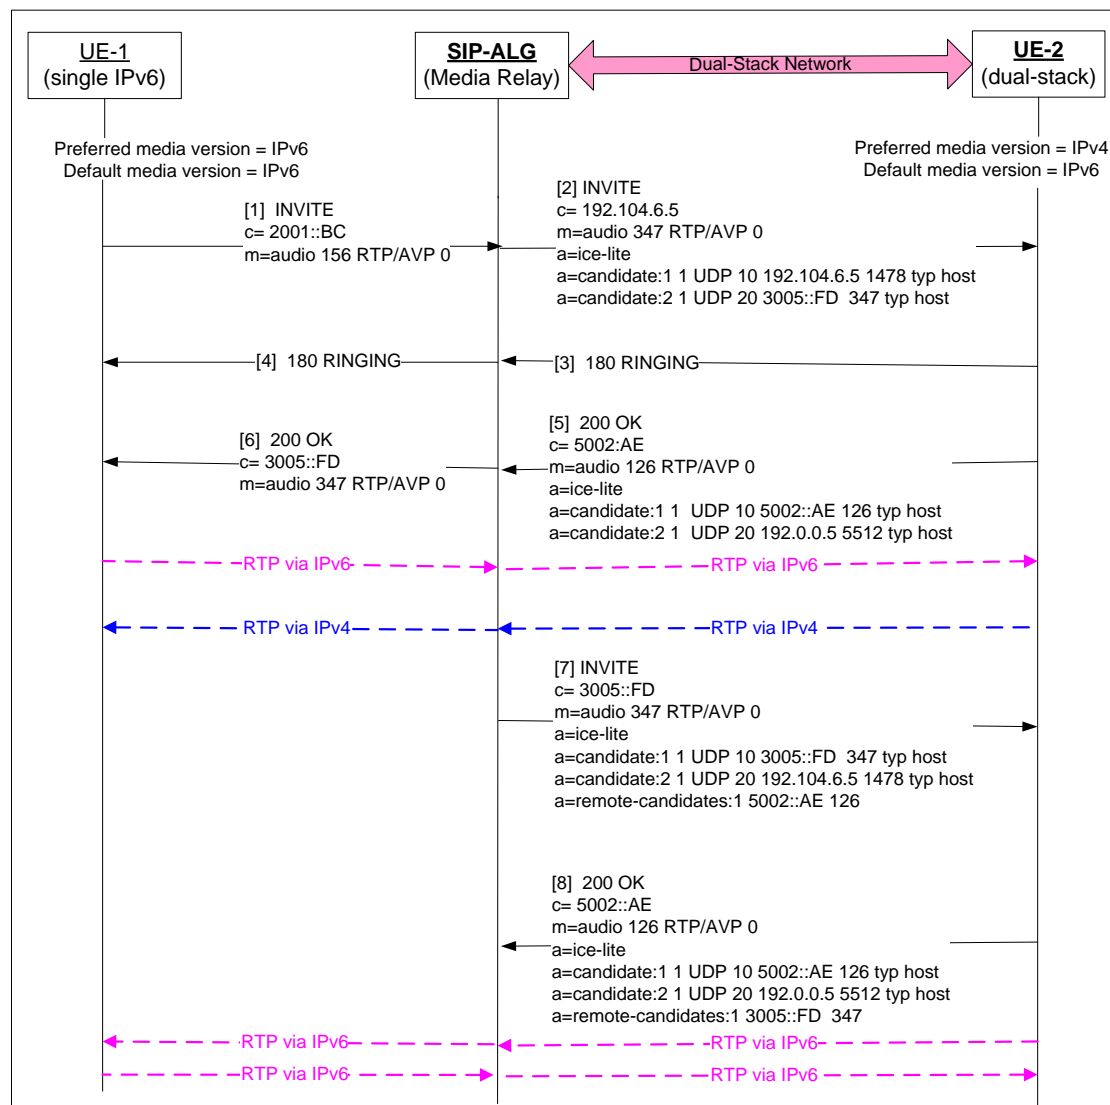 UE-1
(single IPv6)
SIP-ALG
(Media Relay)
Dual-Stack Network
UE-2
(dual-stack)
Preferred media version = IPv6
Default media version = IPv6
Preferred media version = IPv4
Default media version = IPv6
[1]  INVITE
c= 2001::BC
m=audio 156 RTP/AVP 0
[2] INVITE
c= 192.104.6.5
m=audio 347 RTP/AVP 0
a=ice-lite
a=candidate:1 1 UDP 10 192.104.6.5 1478 typ host
a=candidate:2 1 UDP 20 3005::FD  347 typ host
[4]  180 RINGING
[3]  180 RINGING
[6]  200 OK
c= 3005::FD
m=audio 347 RTP/AVP 0
[5]  200 OK
c= 5002:AE
m=audio 126 RTP/AVP 0
a=ice-lite
a=candidate:1 1  UDP 10 5002::AE 126 typ host
a=candidate:2 1  UDP 20 192.0.0.5 5512 typ host
RTP via IPv6
RTP via IPv6
RTP via IPv4
RTP via IPv4
[7] INVITE
c= 3005::FD
m=audio 347 RTP/AVP 0
a=ice-lite
a=candidate:1 1 UDP 10 3005::FD  347 typ host
a=candidate:2 1 UDP 20 192.104.6.5 1478 typ host
a=remote-candidates:1 5002::AE 126
[8]  200 OK
c= 5002::AE
m=audio 126 RTP/AVP 0
a=ice-lite
a=candidate:1 1 UDP 10 5002::AE 126 typ host
a=candidate:2 1 UDP 20 192.0.0.5 5512 typ host
a=remote-candidates:1 3005::FD  347
RTP via IPv6
RTP via IPv6
RTP via IPv6
RTP via IPv6